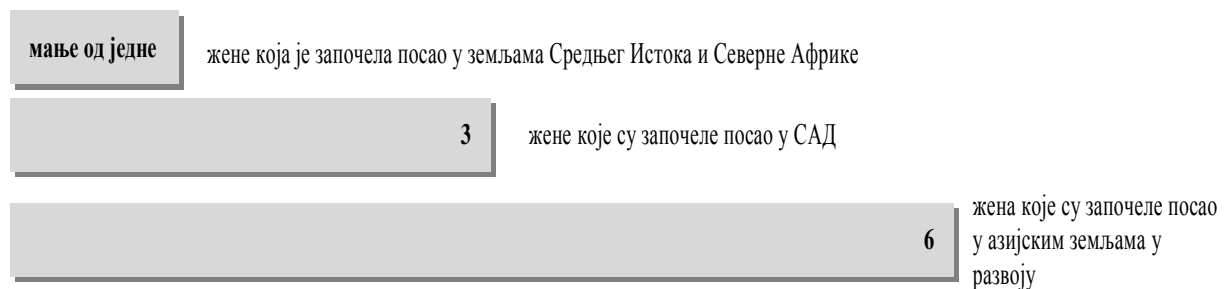 мање од једне
жене која је започела посао у земљама Средњег Истока и Северне Африке
3
жене које су започеле посао у САД
6
жена које су започеле посао
у азијским земљама у
развоју